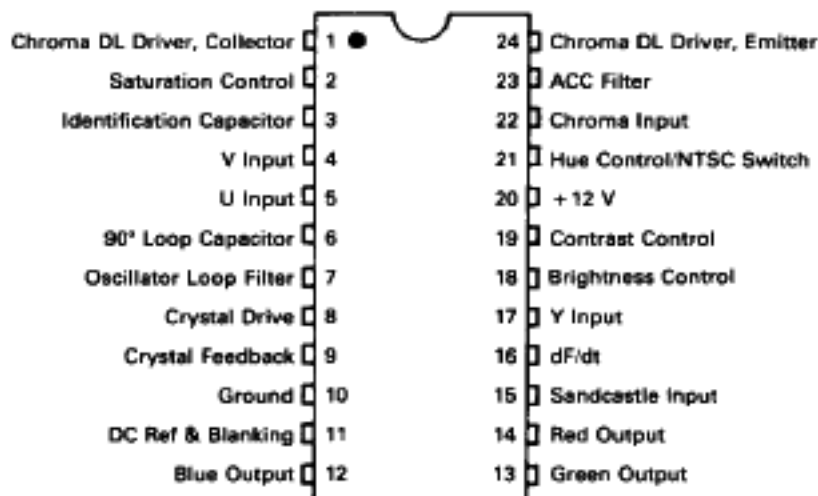 Chroma DL Driver, Collector 1 24 Chroma DL Driver, Emitter
Saturation Control 2 23 ACC Filter
Identification Capacitor 3 22 Chroma Input
V Input 4 21 Hue Control/NTSC Switch
U Input 5 20 +12 V
90° Loop Capacitor 6 19 Contrast Control
Oscillator Loop Filter 7 18 Brightness Control
Crystal Drive 8 17 Y Input
Crystal Feedback 9 16 dF/dt
Ground 10 15 Sandcastle Input
DC Ref & Blanking 11 14 Red Output
Blue Output 12 13 Green Output